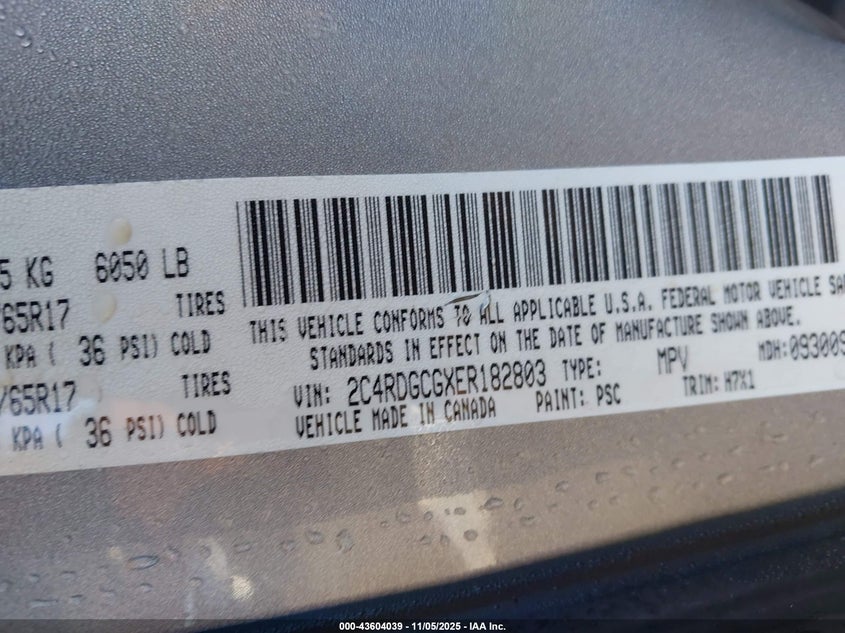 5 KG 6050 LB
/65R17 TIRES
KPA ( 36 PSI) COLD
/65R17 TIRES
KPA ( 36 PSI) COLD
THIS VEHICLE CONFORMS TO ALL APPLICABLE U.S.A. FEDERAL MOTOR VEHICLE SA
STANDARDS IN EFFECT ON THE DATE OF MANUFACTURE SHOWN ABOVE.
VIN: 2C4RDGCGXER182803 TYPE: MPV MDH:093009
VEHICLE MADE IN CANADA PAINT: PSC TRIM: H7X1
000-43604039 — 11/05/2025 — IAA Inc.